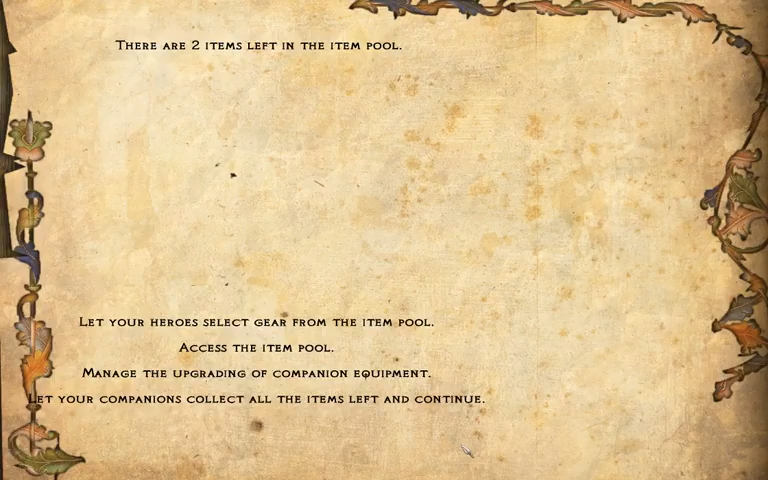 There are 2 items left in the item pool.
Let your heroes select gear from the item pool.
Access the item pool.
Manage the upgrading of companion equipment.
Let your companions collect all the items left and continue.